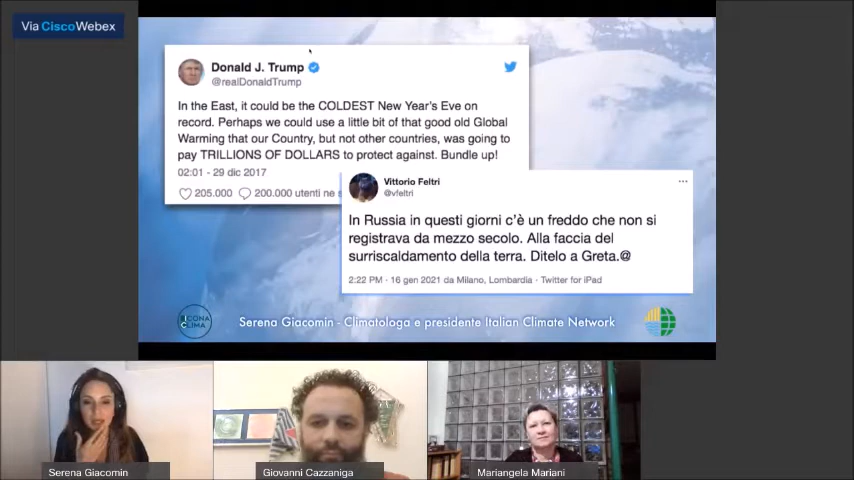 Via Cisco Webex
Donald J. Trump
@realDonaldTrump
In the East, it could be the COLDEST New Year's Eve on
record. Perhaps we could use a little bit of that good old Global
Warming that our Country, but not other countries, was going to
pay TRILLIONS OF DOLLARS to protect against. Bundle up!
02:01 - 29 dic 2017
205.000 200.000 utenti ne
Vittorio Feltri
@vfeltri
In Russia in questi giorni c'è un freddo che non si
registrava da mezzo secolo. Alla faccia del
surriscaldamento della terra. Ditelo a Greta.@
2:22 PM · 16 gen 2021 da Milano, Lombardia · Twitter for iPad
ICONA
CLIMA
Serena Giacomin - Climatologa e presidente Italian Climate Network
Serena Giacomin
Giovanni Cazzaniga
Mariangela Mariani